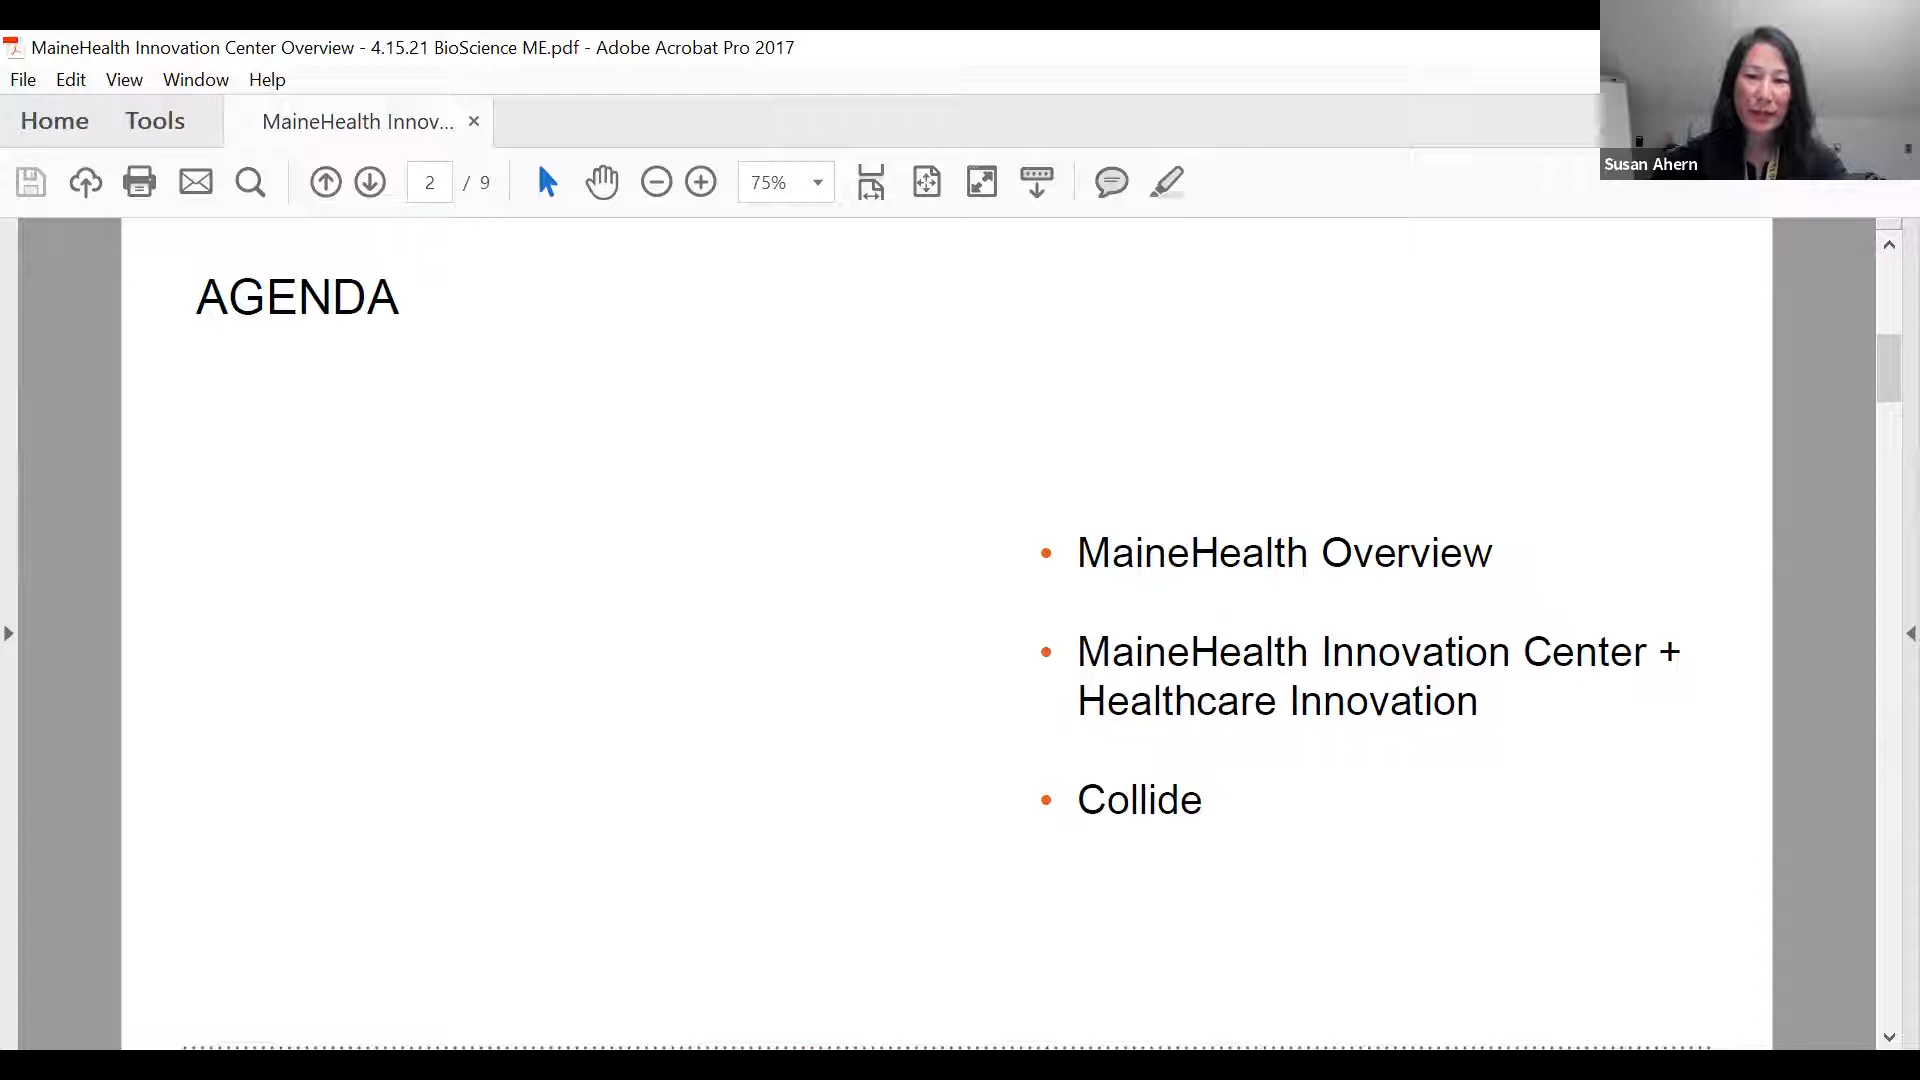 MaineHealth Innovation Center Overview - 4.15.21 BioScience ME.pdf - Adobe Acrobat Pro 2017
File Edit View Window Help
Home Tools MaineHealth Innov... ×
2 / 9 75%
Susan Ahern
AGENDA
• MaineHealth Overview
• MaineHealth Innovation Center +
Healthcare Innovation
• Collide